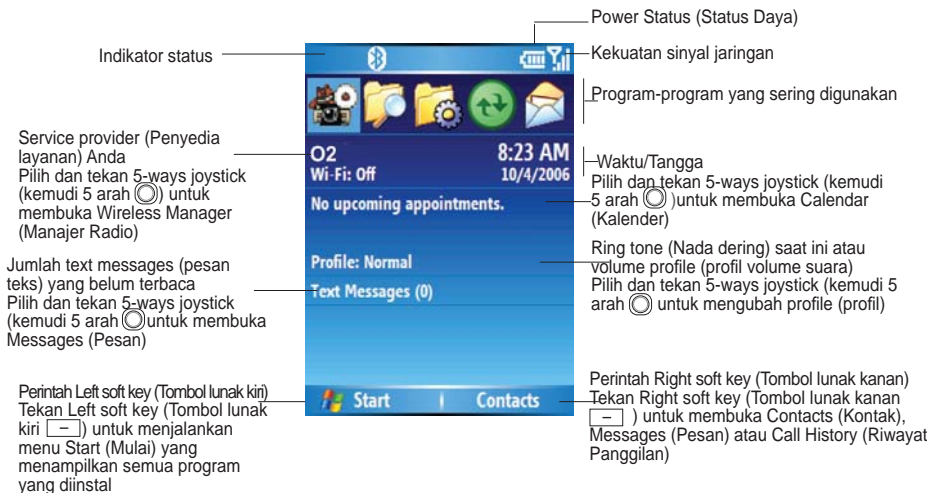 Power Status (Status Daya)
Indikator status
Kekuatan sinyal jaringan
Program-program yang sering digunakan
Service provider (Penyedia
layanan) Anda
Pilih dan tekan 5-ways joystick
(kemudi 5 arah ) untuk
membuka Wireless Manager
(Manajer Radio)
Jumlah text messages (pesan
teks) yang belum terbaca
Pilih dan tekan 5-ways joystick
(kemudi 5 arah untuk membuka
Messages (Pesan)
Perintah Left soft key (Tombol lunak kiri)
Tekan Left soft key (Tombol lunak
kiri – ) untuk menjalankan
menu Start (Mulai) yang
menampilkan semua program
yang diinstal
O2
8:23 AM
Wi-Fi: Off
10/4/2006
No upcoming appointments.
Profile: Normal
Text Messages (0)
Start
Contacts
Waktu/Tangga
Pilih dan tekan 5-ways joystick (kemudi
5 arah )untuk membuka Calendar
(Kalender)
Ring tone (Nada dering) saat ini atau
volume profile (profil volume suara)
Pilih dan tekan 5-ways joystick (kemudi 5
arah untuk mengubah profile (profil)
Perintah Right soft key (Tombol lunak kanan)
Tekan Right soft key (Tombol lunak kanan
– ) untuk membuka Contacts (Kontak),
Messages (Pesan) atau Call History (Riwayat
Panggilan)